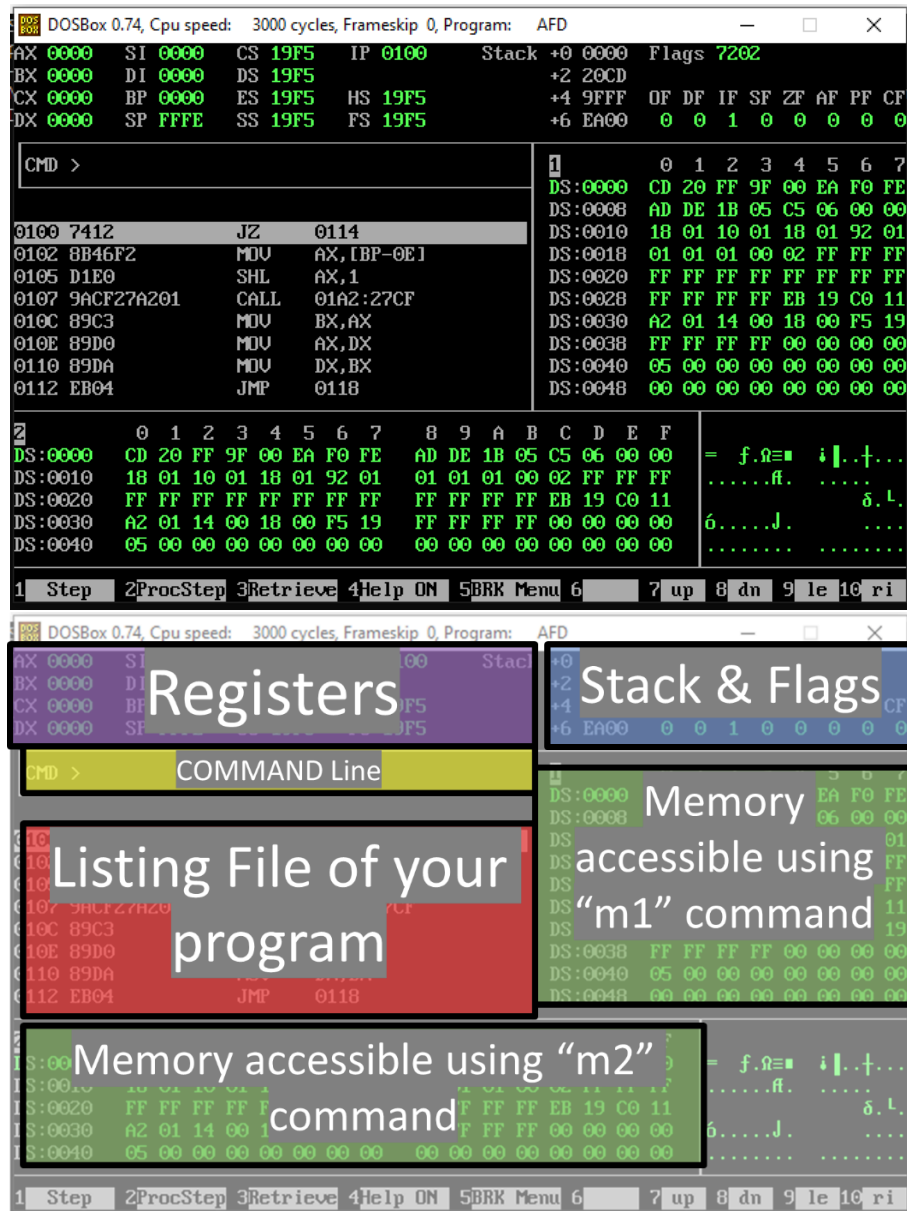 DOSBox 0.74, Cpu speed: 3000 cycles, Frameskip 0, Program: AFD
AX 0000 SI 0000 CS 19F5 IP 0100 Stack +0 0000 Flags 7202
BX 0000 DI 0000 DS 19F5 +2 20CD
CX 0000 BP 0000 ES 19F5 HS 19F5 +4 9FFF OF DF IF SF ZF AF PF CF
DX 0000 SP FFFE SS 19F5 FS 19F5 +6 EA00 0 0 1 0 0 0 0 0
CMD >
0100 7412 JZ 0114
0102 8B46F2 MOV AX,[BP-0E]
0105 D1E0 SHL AX,1
0107 9ACF27A201 CALL 01A2:27CF
010C 89C3 MOV BX,AX
010E 89D0 MOV AX,DX
0110 89DA MOV DX,BX
0112 EB04 JMP 0118
1 0 1 2 3 4 5 6 7
DS:0000 CD 20 FF 9F 00 EA F0 FE
DS:0008 AD DE 1B 05 C5 06 00 00
DS:0010 18 01 10 01 18 01 92 01
DS:0018 01 01 01 00 02 FF FF FF
DS:0020 FF FF FF FF FF FF FF FF
DS:0028 FF FF FF FF EB 19 C0 11
DS:0030 A2 01 14 00 18 00 F5 19
DS:0038 FF FF FF FF 00 00 00 00
DS:0040 05 00 00 00 00 00 00 00
DS:0048 00 00 00 00 00 00 00 00
2 0 1 2 3 4 5 6 7 8 9 A B C D E F
DS:0000 CD 20 FF 9F 00 EA F0 FE AD DE 1B 05 C5 06 00 00 = ƒ.Ω≡■ ¡▐..┼...
DS:0010 18 01 10 01 18 01 92 01 01 01 01 00 02 FF FF FF ......Æ. .....
DS:0020 FF FF FF FF FF FF FF FF FF FF FF FF EB 19 C0 11 δ.└.
DS:0030 A2 01 14 00 18 00 F5 19 FF FF FF FF 00 00 00 00 ó.....⌡. ....
DS:0040 05 00 00 00 00 00 00 00 00 00 00 00 00 00 00 00 ........ ........
1 Step 2ProcStep 3Retrieve 4Help ON 5BRK Menu 6 7 up 8 dn 9 le 10 ri
DOSBox 0.74, Cpu speed: 3000 cycles, Frameskip 0, Program: AFD
Registers
Stack & Flags
COMMAND Line
CMD >
Listing File of your
program
Memory
accessible using
“m1” command
Memory accessible using “m2”
command
1 Step 2ProcStep 3Retrieve 4Help ON 5BRK Menu 6 7 up 8 dn 9 le 10 ri